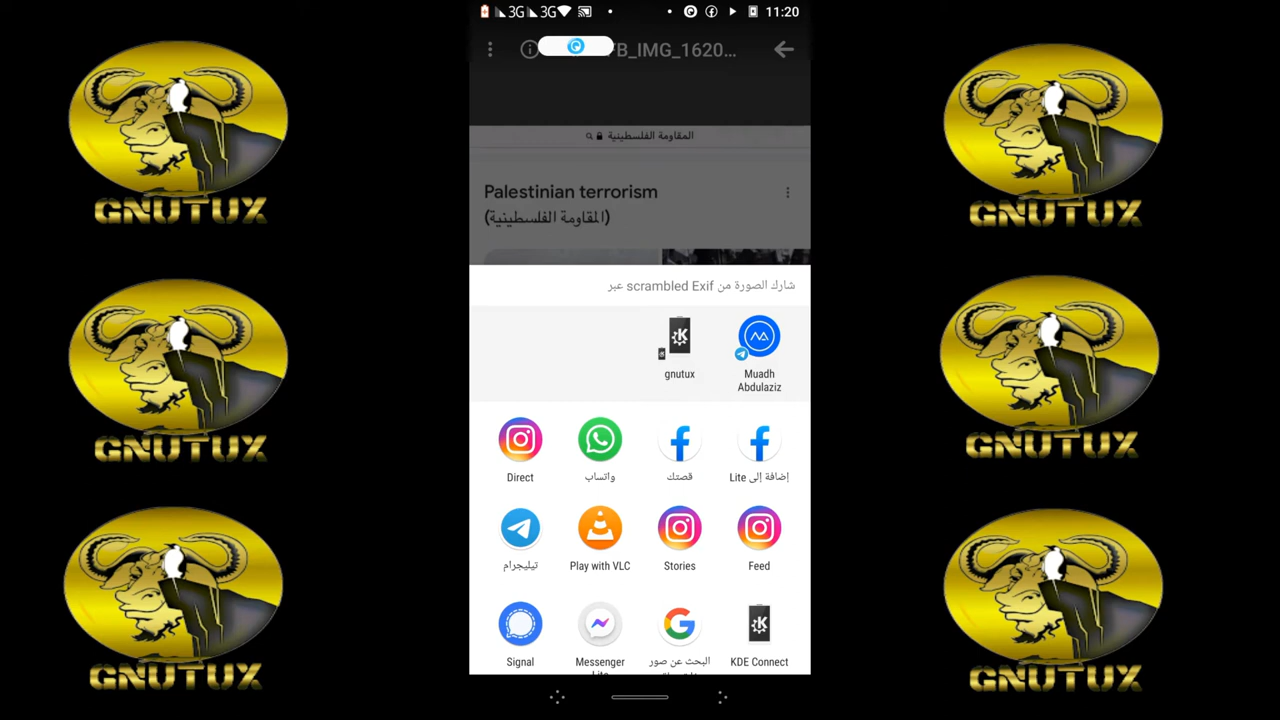 3G 3G 11:20
FB_IMG_1620...
المقاومة الفلسطينية
Palestinian terrorism
(المقاومة الفلسطينية)
شارك الصورة من scrambled Exif عبر
gnutux
Muadh
Abdulaziz
Direct
واتساب
قصتك
إضافة إلى Lite
تيليجرام
Play with VLC
Stories
Feed
Signal
Messenger
البحث عن صور
KDE Connect
GNUTUX
GNUTUX
GNUTUX
GNUTUX
GNUTUX
GNUTUX